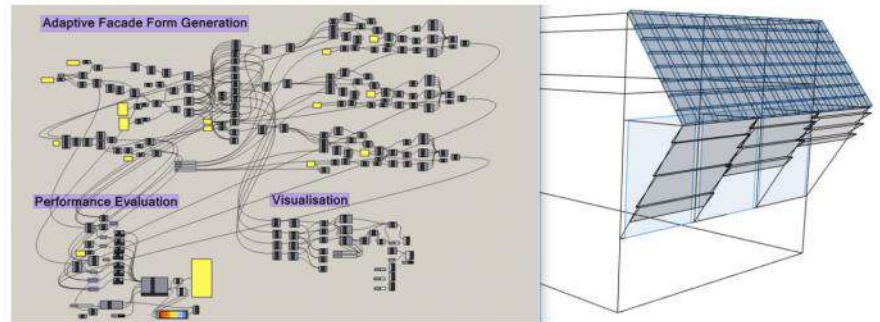 Adaptive Facade Form Generation
Performance Evaluation
Visualisation